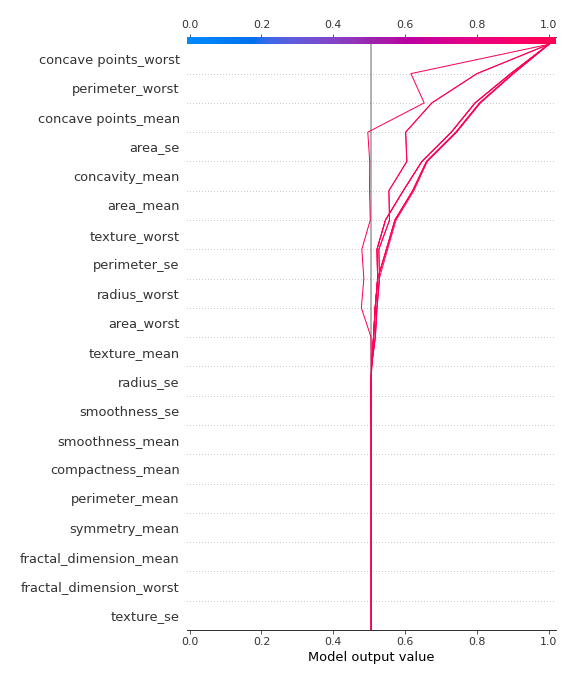 0.0 0.2 0.4 0.6 0.8 1.0
concave points_worst
perimeter_worst
concave points_mean
area_se
concavity_mean
area_mean
texture_worst
perimeter_se
radius_worst
area_worst
texture_mean
radius_se
smoothness_se
smoothness_mean
compactness_mean
perimeter_mean
symmetry_mean
fractal_dimension_mean
fractal_dimension_worst
texture_se
0.0 0.2 0.4 0.6 0.8 1.0
Model output value